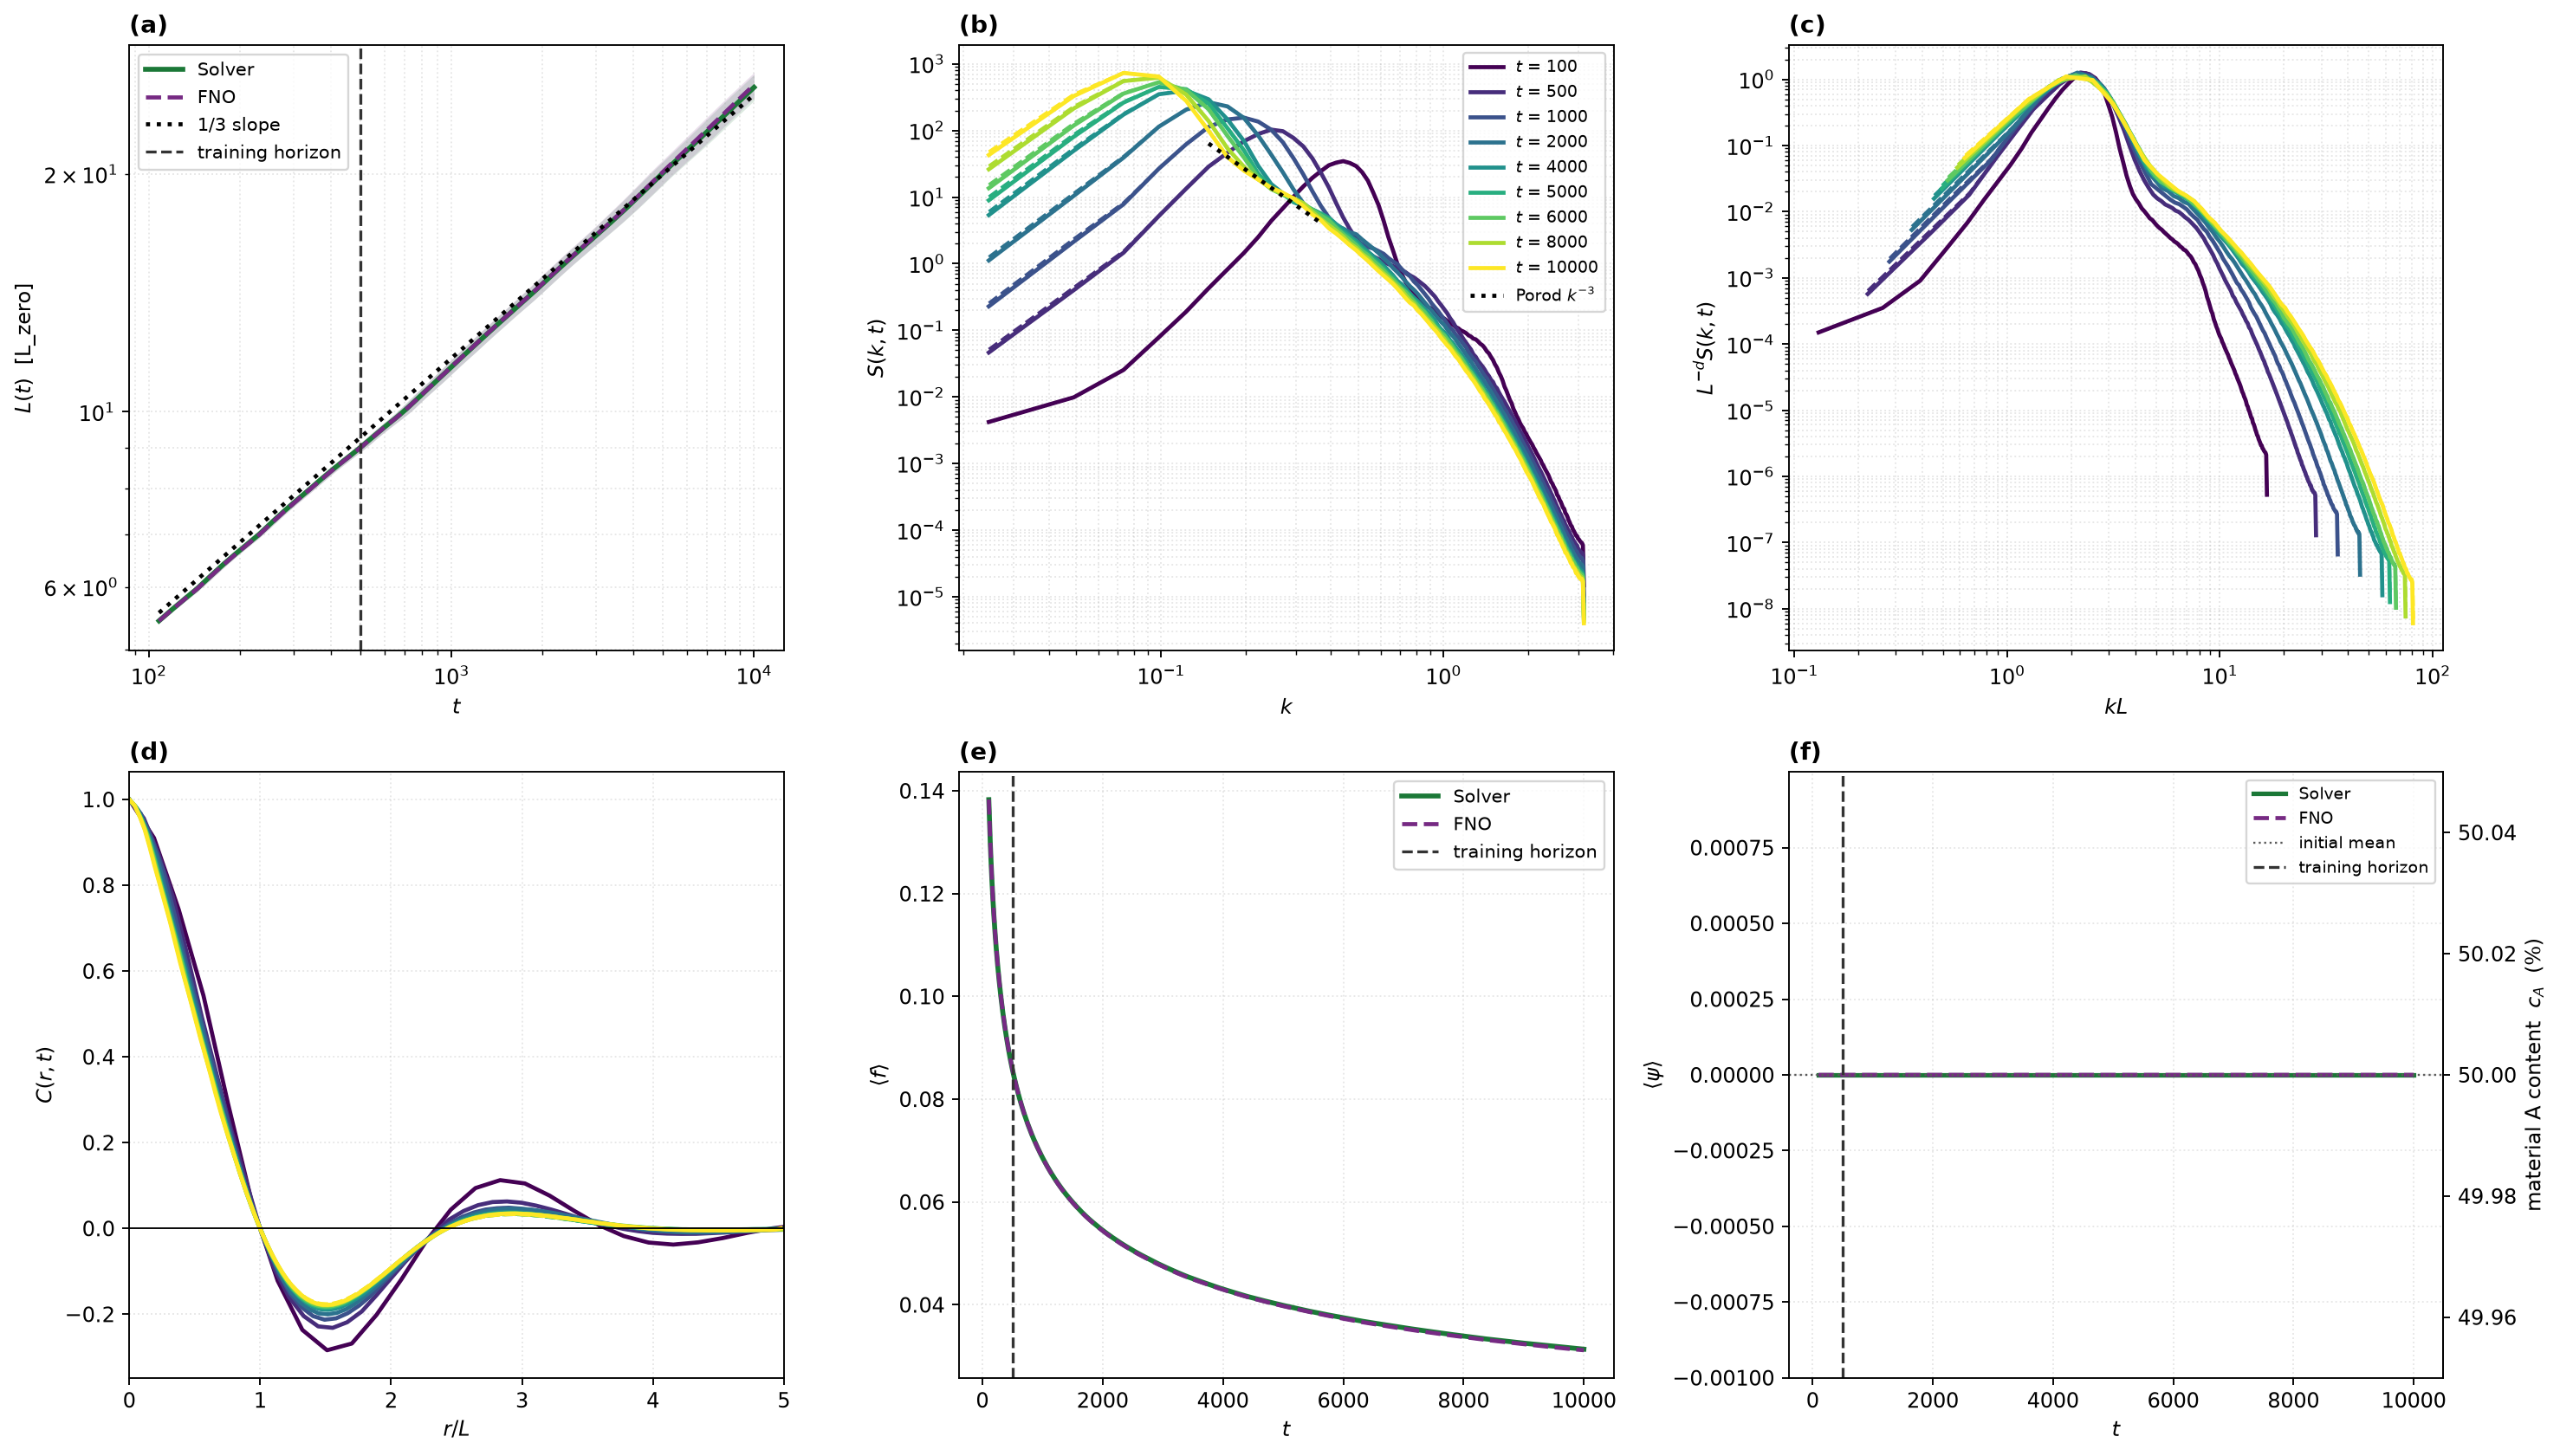 (a)
Solver
FNO
1/3 slope
training horizon
2 × 10¹
10¹
6 × 10⁰
L(t) [L_zero]
10² 10³ 10⁴
t
(b)
t = 100
t = 500
t = 1000
t = 2000
t = 4000
t = 5000
t = 6000
t = 8000
t = 10000
Porod k⁻³
10³
10²
10¹
10⁰
10⁻¹
10⁻²
10⁻³
10⁻⁴
10⁻⁵
S(k, t)
10⁻¹ 10⁰
k
(c)
10⁰
10⁻¹
10⁻²
10⁻³
10⁻⁴
10⁻⁵
10⁻⁶
10⁻⁷
10⁻⁸
L⁻ᵈS(k, t)
10⁻¹ 10⁰ 10¹ 10²
kL
(d)
1.0
0.8
0.6
0.4
0.2
0.0
−0.2
C(r, t)
0 1 2 3 4 5
r/L
(e)
Solver
FNO
training horizon
0.14
0.12
0.10
0.08
0.06
0.04
⟨f⟩
0 2000 4000 6000 8000 10000
t
(f)
Solver
FNO
initial mean
training horizon
0.00075
0.00050
0.00025
0.00000
−0.00025
−0.00050
−0.00075
−0.00100
⟨ψ⟩
50.04
50.02
50.00
49.98
49.96
material A content c_A (%)
0 2000 4000 6000 8000 10000
t